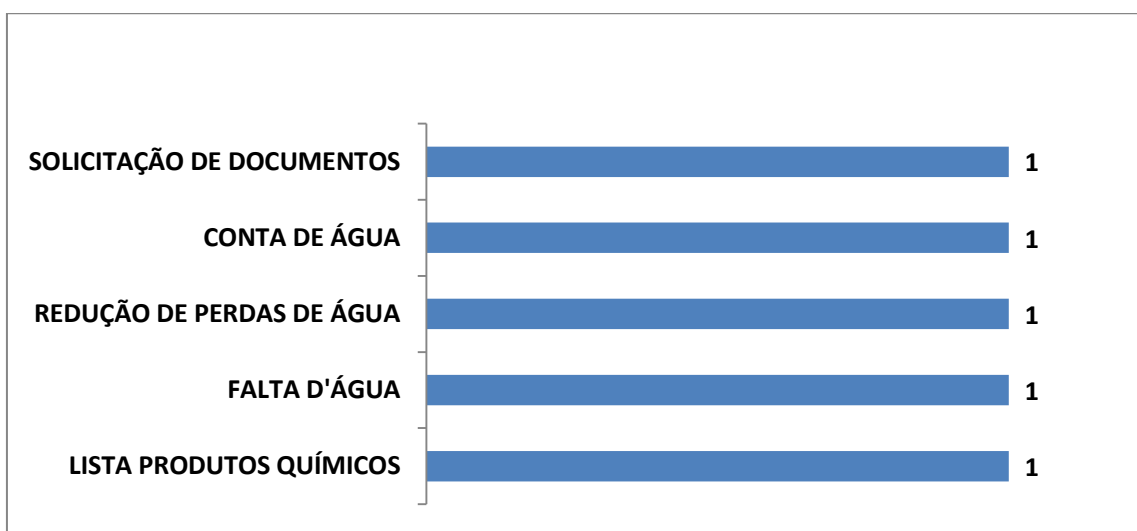 SOLICITAÇÃO DE DOCUMENTOS 1
CONTA DE ÁGUA 1
REDUÇÃO DE PERDAS DE ÁGUA 1
FALTA D'ÁGUA 1
LISTA PRODUTOS QUÍMICOS 1